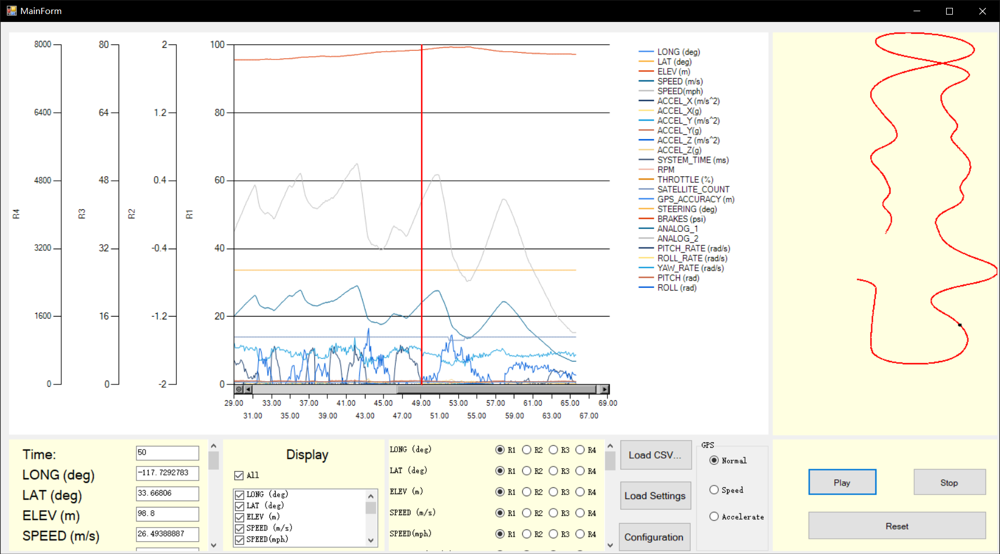 MainForm
8000
6400
4800
3200
1600
0
R4
80
64
48
32
16
0
R3
2
1.2
0.4
-0.4
-1.2
-2
R2
R1
100
80
60
40
20
0
29.00 33.00 37.00 41.00 45.00 49.00 53.00 57.00 61.00 65.00 69.00
31.00 35.00 39.00 43.00 47.00 51.00 55.00 59.00 63.00 67.00
LONG (deg)
LAT (deg)
ELEV (m)
SPEED (m/s)
SPEED(mph)
ACCEL_X (m/s^2)
ACCEL_X(g)
ACCEL_Y (m/s^2)
ACCEL_Y(g)
ACCEL_Z (m/s^2)
ACCEL_Z(g)
SYSTEM_TIME (ms)
RPM
THROTTLE (%)
SATELLITE_COUNT
GPS_ACCURACY (m)
STEERING (deg)
BRAKES (psi)
ANALOG_1
ANALOG_2
PITCH_RATE (rad/s)
ROLL_RATE (rad/s)
YAW_RATE (rad/s)
PITCH (rad)
ROLL (rad)
Time: 50
LONG (deg) -117.7292783
LAT (deg) 33.66806
ELEV (m) 98.8
SPEED (m/s) 26.49388887
Display
All
LONG (deg)
LAT (deg)
ELEV (m)
SPEED (m/s)
SPEED(mph)
LONG (deg) R1 R2 R3 R4
LAT (deg) R1 R2 R3 R4
ELEV (m) R1 R2 R3 R4
SPEED (m/s) R1 R2 R3 R4
SPEED(mph) R1 R2 R3 R4
Load CSV...
Load Settings
Configuration
GPS
Normal
Speed
Accelerate
Play
Stop
Reset